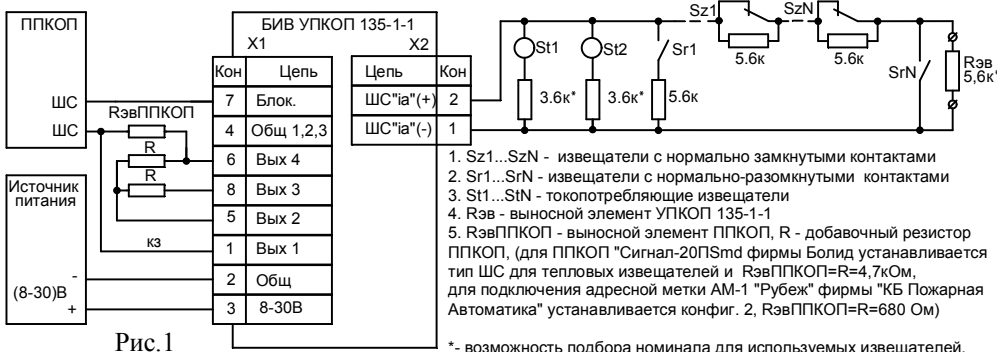 ППКОП
ШС
ШС
RэвППКОП
R
R
кз
Источник
питания
-
(8-30)В
+
Рис.1
БИВ УПКОП 135-1-1
X1
X2
Кон Цепь
7 Блок.
4 Общ 1,2,3
6 Вых 4
8 Вых 3
5 Вых 2
1 Вых 1
2 Общ
3 8-30В
Цепь Кон
ШС"ia"(+) 2
ШС"ia"(-) 1
St1
St2
Sr1
Sz1
SzN
SrN
3.6к*
3.6к*
5.6к
5.6к
5.6к
Rэв
5,6к*
1. Sz1...SzN - извещатели с нормально замкнутыми контактами
2. Sr1...SrN - извещатели с нормально-разомкнутыми контактами
3. St1...StN - токопотребляющие извещатели
4. Rэв - выносной элемент УПКОП 135-1-1
5. RэвППКОП - выносной элемент ППКОП, R - добавочный резистор
ППКОП, (для ППКОП "Сигнал-20ПSmd фирмы Болид устанавливается
тип ШС для тепловых извещателей и RэвППКОП=R=4,7кОм,
для подключения адресной метки АМ-1 "Рубеж" фирмы "КБ Пожарная
Автоматика" устанавливается конфиг. 2, RэвППКОП=R=680 Ом)
*- возможность подбора номинала для используемых извещателей.